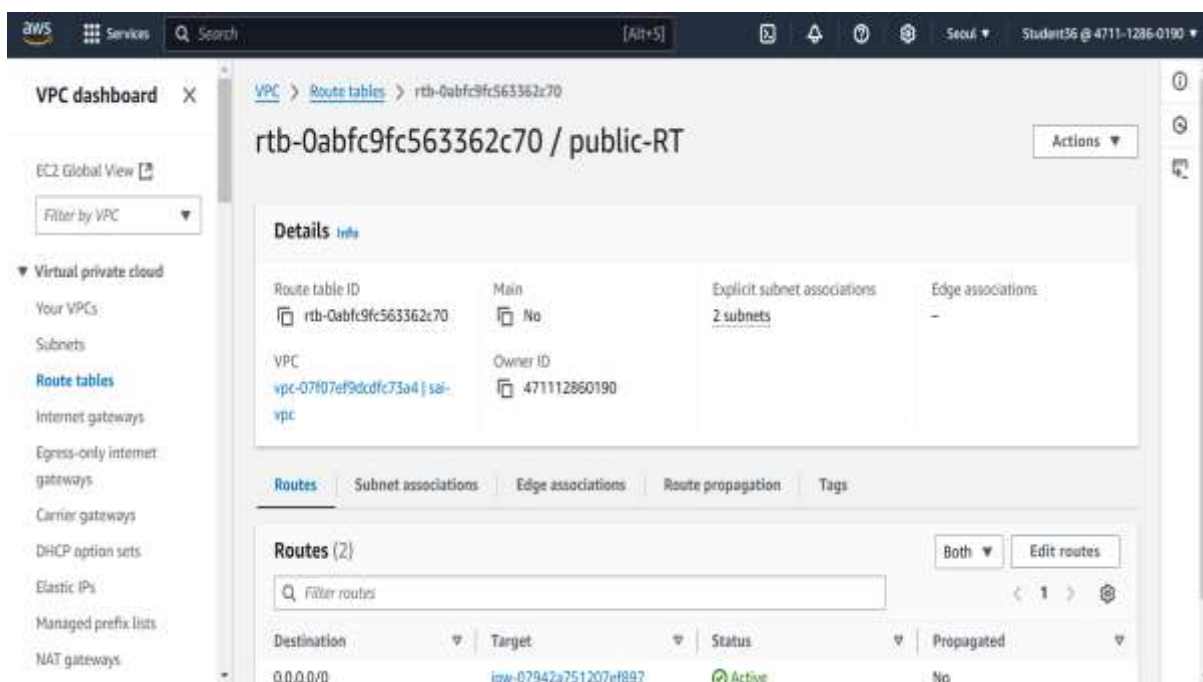 aws Services Search [Alt+S] Seoul Student36 @ 4711-1286-0190
VPC dashboard
EC2 Global View
Filter by VPC
Virtual private cloud
Your VPCs
Subnets
Route tables
Internet gateways
Egress-only internet
gateways
Carrier gateways
DHCP option sets
Elastic IPs
Managed prefix lists
NAT gateways
VPC > Route tables > rtb-0abfc9fc563362c70
rtb-0abfc9fc563362c70 / public-RT
Actions
Details Info
Route table ID
rtb-0abfc9fc563362c70
Main
No
Explicit subnet associations
2 subnets
Edge associations
–
VPC
vpc-07f07ef9dcdfc73a4 | sai-
vpc
Owner ID
471112860190
Routes Subnet associations Edge associations Route propagation Tags
Routes (2)
Both Edit routes
Filter routes
1
Destination Target Status Propagated
0.0.0.0/0 igw-07942a751207ef897 Active No